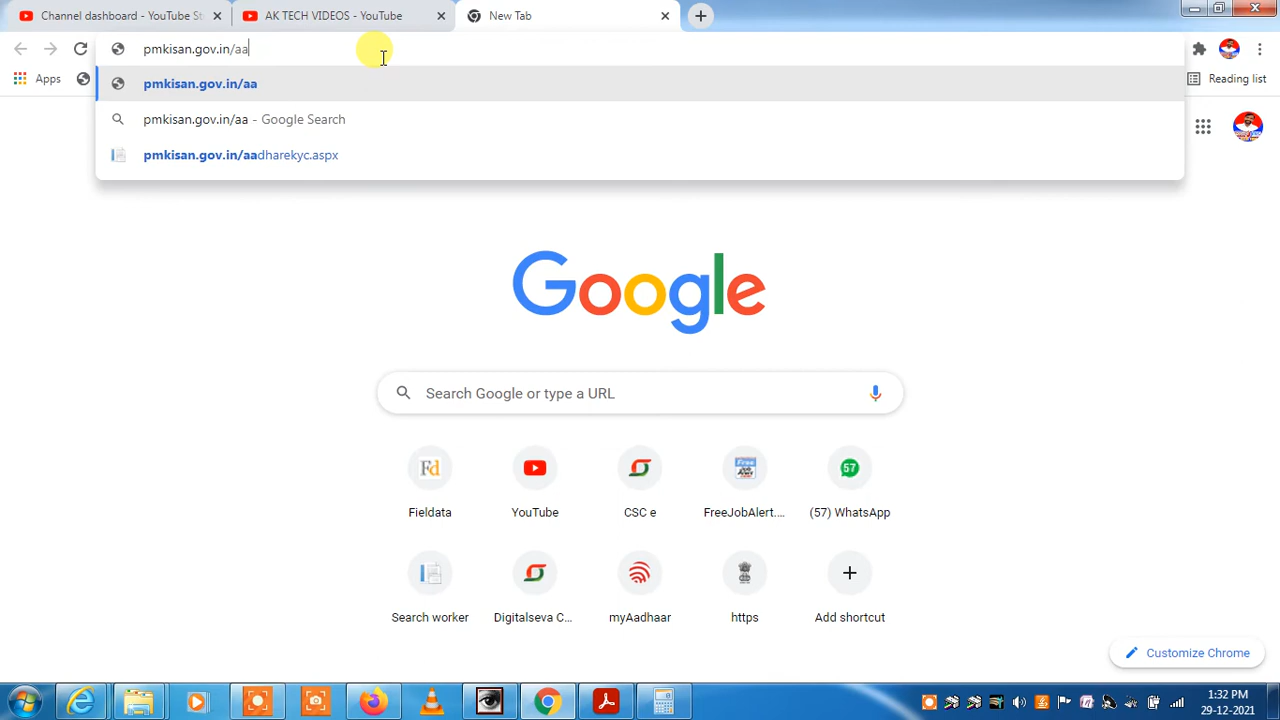 Channel dashboard - YouTube St
AK TECH VIDEOS - YouTube
New Tab
pmkisan.gov.in/aa
Apps
Reading list
pmkisan.gov.in/aa
pmkisan.gov.in/aa - Google Search
pmkisan.gov.in/aadharekyc.aspx
Google
Search Google or type a URL
Fd
57
Fieldata
YouTube
CSC e
FreeJobAlert....
(57) WhatsApp
Search worker
Digitalseva C...
myAadhaar
https
Add shortcut
Customize Chrome
1:32 PM
29-12-2021